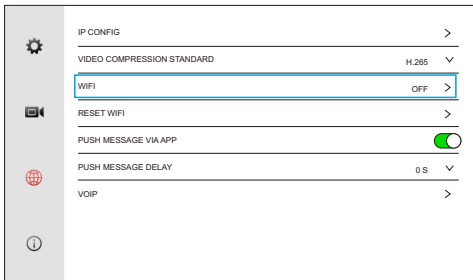 IP CONFIG
VIDEO COMPRESSION STANDARD H.265
WIFI OFF
RESET WIFI
PUSH MESSAGE VIA APP
PUSH MESSAGE DELAY 0 S
VOIP